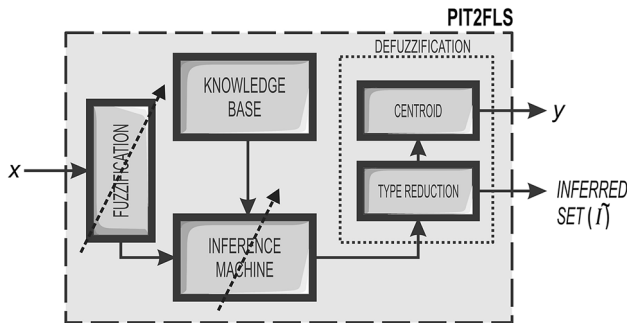 PIT2FLS
DEFUZZIFICATION
KNOWLEDGE
BASE
CENTROID
y
x
FUZZIFICATION
TYPE REDUCTION
INFERRED
SET (Ĩ)
INFERENCE
MACHINE